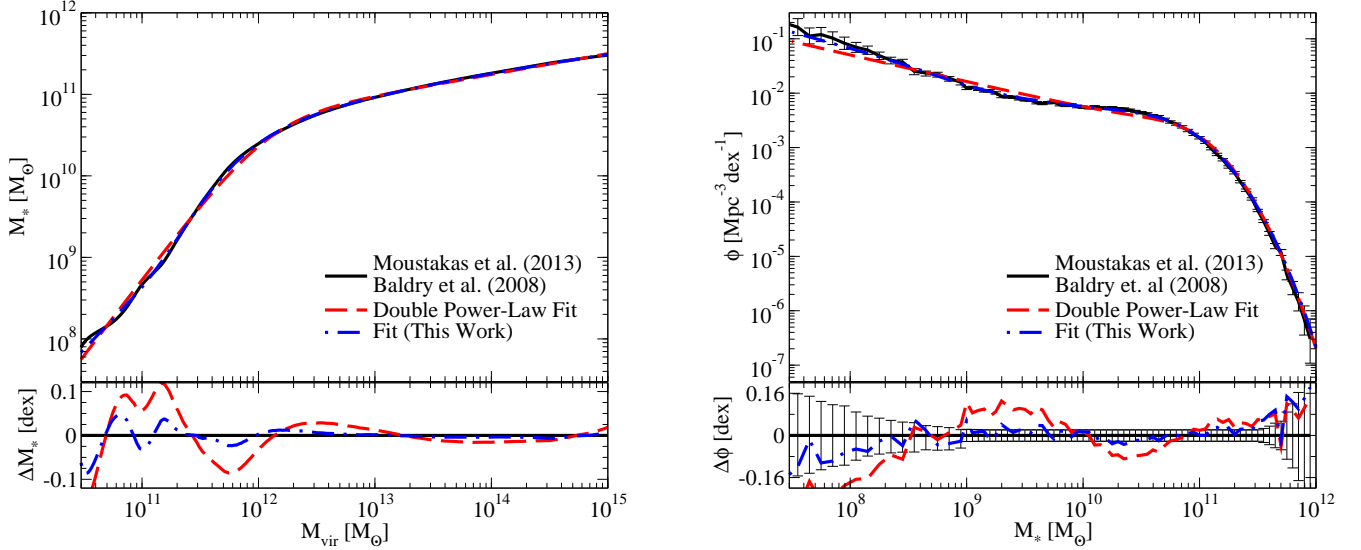 10^12
10^11
10^10
10^9
10^8
M_* [M_⊙]
Moustakas et al. (2013)
Baldry et. al (2008)
Double Power-Law Fit
Fit (This Work)
0.1
0
-0.1
ΔM_* [dex]
10^11
10^12
10^13
10^14
10^15
M_vir [M_⊙]
10^-1
10^-2
10^-3
10^-4
10^-5
10^-6
10^-7
ϕ [Mpc^-3 dex^-1]
Moustakas et al. (2013)
Baldry et. al (2008)
Double Power-Law Fit
Fit (This Work)
0.16
0
-0.16
Δϕ [dex]
10^8
10^9
10^10
10^11
10^12
M_* [M_⊙]